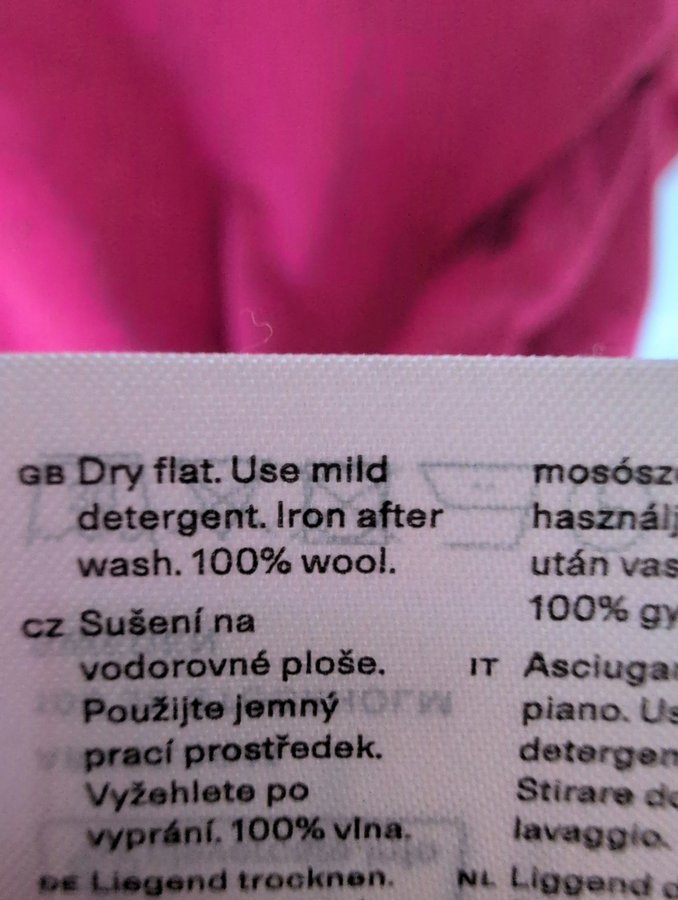 GB Dry flat. Use mild
detergent. Iron after
wash. 100% wool.
CZ Sušení na
vodorovné ploše.
Použijte jemný
prací prostředek.
Vyžehlete po
vyprání. 100% vlna.
DE Liegend trocknen.
mosósz
használj
után vas
100% gy
IT Asciuga
piano. Us
detergen
Stirare do
lavaggio.
NL Liggend d